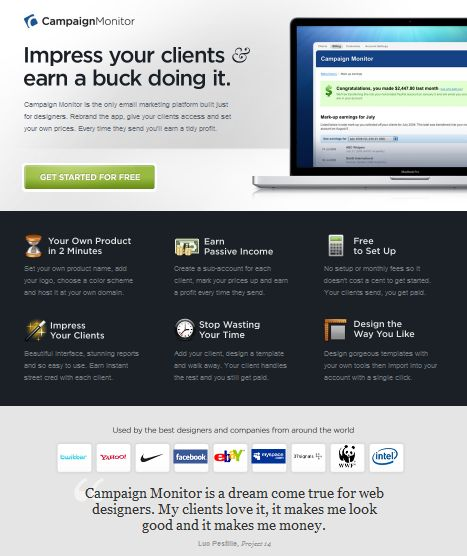 CampaignMonitor
Impress your clients &
earn a buck doing it.
Campaign Monitor is the only email marketing platform built just
for designers. Rebrand the app, give your clients access and set
your own prices. Every time they send you'll earn a tidy profit.
GET STARTED FOR FREE
Campaign Monitor
Congratulations, you made $2,447.80 last month
Mark-up earnings for July
MacBook Pro
Your Own Product
in 2 Minutes
Set your own product name, add
your logo, choose a color scheme
and host it at your own domain.
Earn
Passive Income
Create a sub-account for each
client, mark your prices up and earn
a profit every time they send.
Free
to Set Up
No setup or monthly fees so it
doesn't cost a cent to get started.
Your clients send, you get paid.
Impress
Your Clients
Beautiful interface, stunning reports
and so easy to use. Earn instant
street cred with each client.
Stop Wasting
Your Time
Add your client, design a template
and walk away. Your client handles
the rest and you still get paid.
Design the
Way You Like
Design gorgeous templates with
your own tools then import into your
account with a single click.
Used by the best designers and companies from around the world
twitter
YAHOO!
facebook
ebY
myspace.com
37signals
WWF
intel
“Campaign Monitor is a dream come true for web
designers. My clients love it, it makes me look
good and it makes me money.
Luo Pestille, Project 14